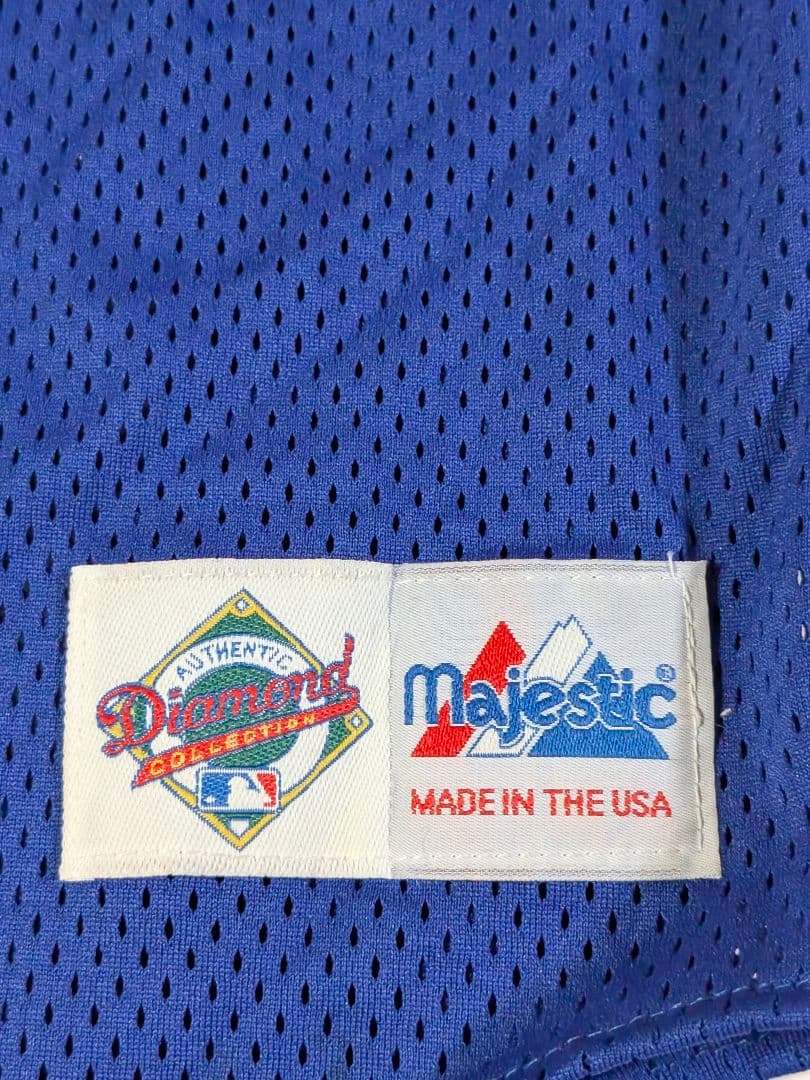 AUTHENTIC
Diamond
COLLECTION
Majestic®
MADE IN THE USA